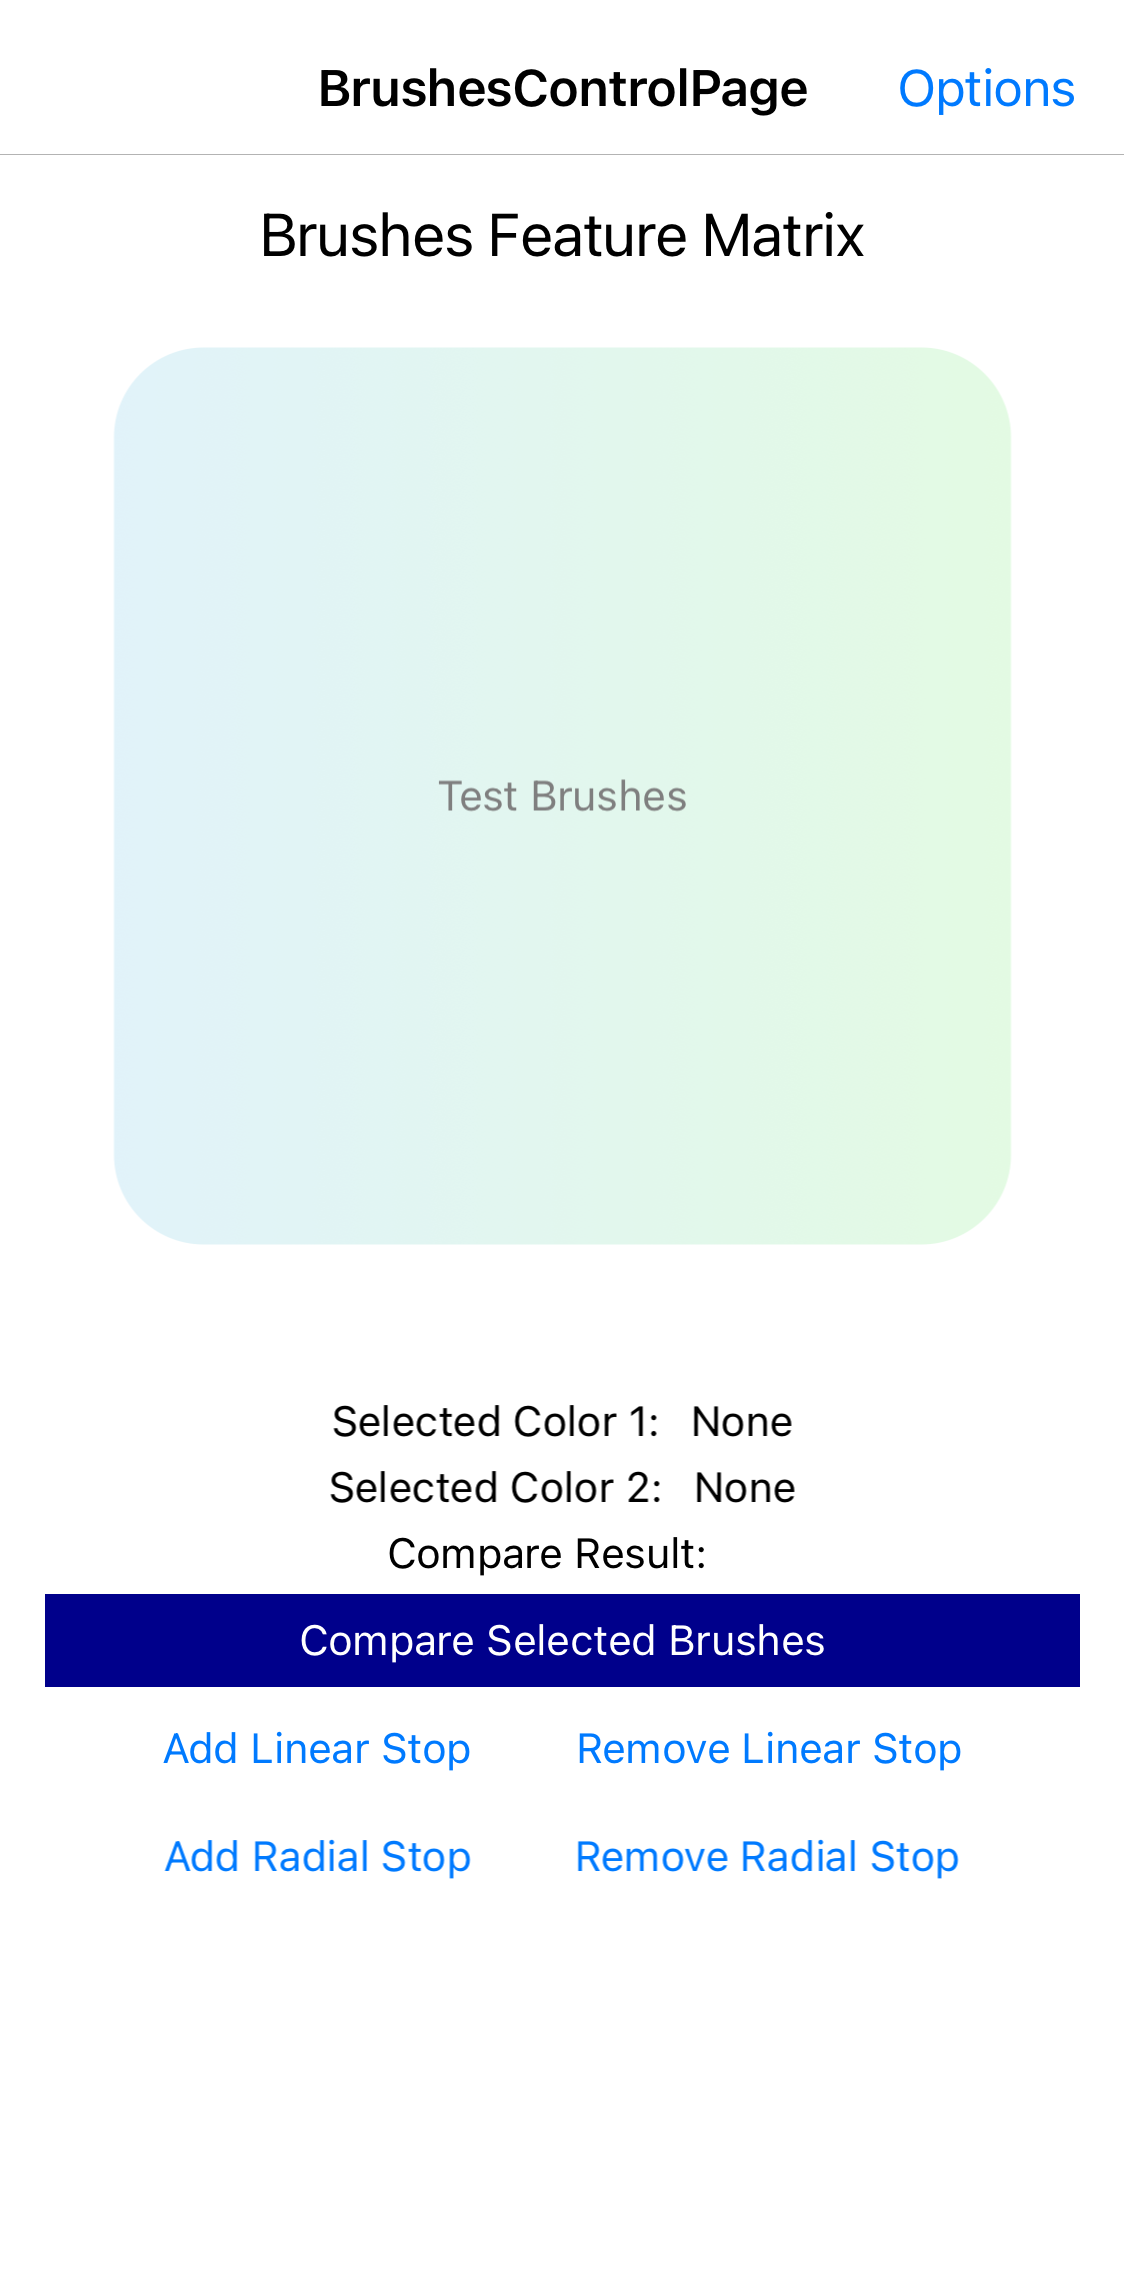 BrushesControlPage Options
Brushes Feature Matrix
Test Brushes
Selected Color 1: None
Selected Color 2: None
Compare Result:
Compare Selected Brushes
Add Linear Stop Remove Linear Stop
Add Radial Stop Remove Radial Stop